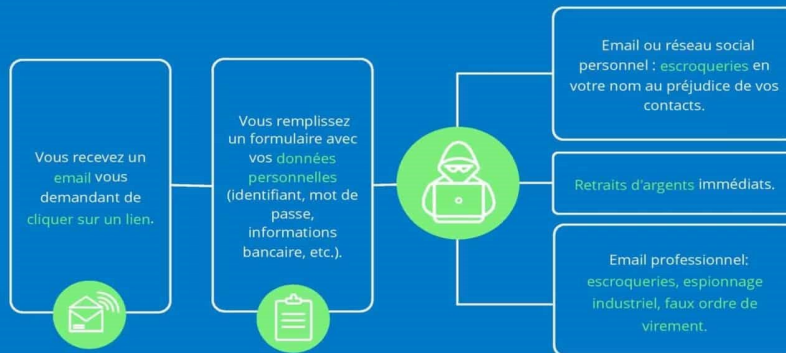 Vous recevez un
email vous
demandant de
cliquer sur un lien.
Vous remplissez
un formulaire avec
vos données
personnelles
(identifiant, mot de
passe,
informations
bancaire, etc.).
Email ou réseau social
personnel : escroqueries en
votre nom au préjudice de vos
contacts.
Retraits d'argents immédiats.
Email professionnel:
escroqueries, espionnage
industriel, faux ordre de
virement.